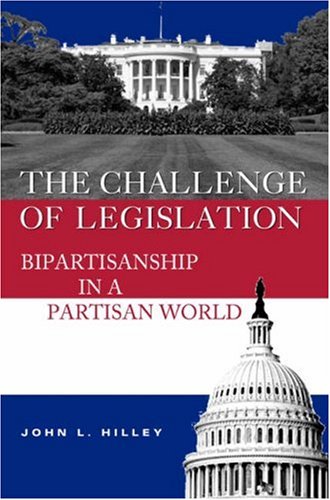 THE CHALLENGE
OF LEGISLATION
BIPARTISANSHIP
IN A
PARTISAN WORLD
JOHN L. HILLEY